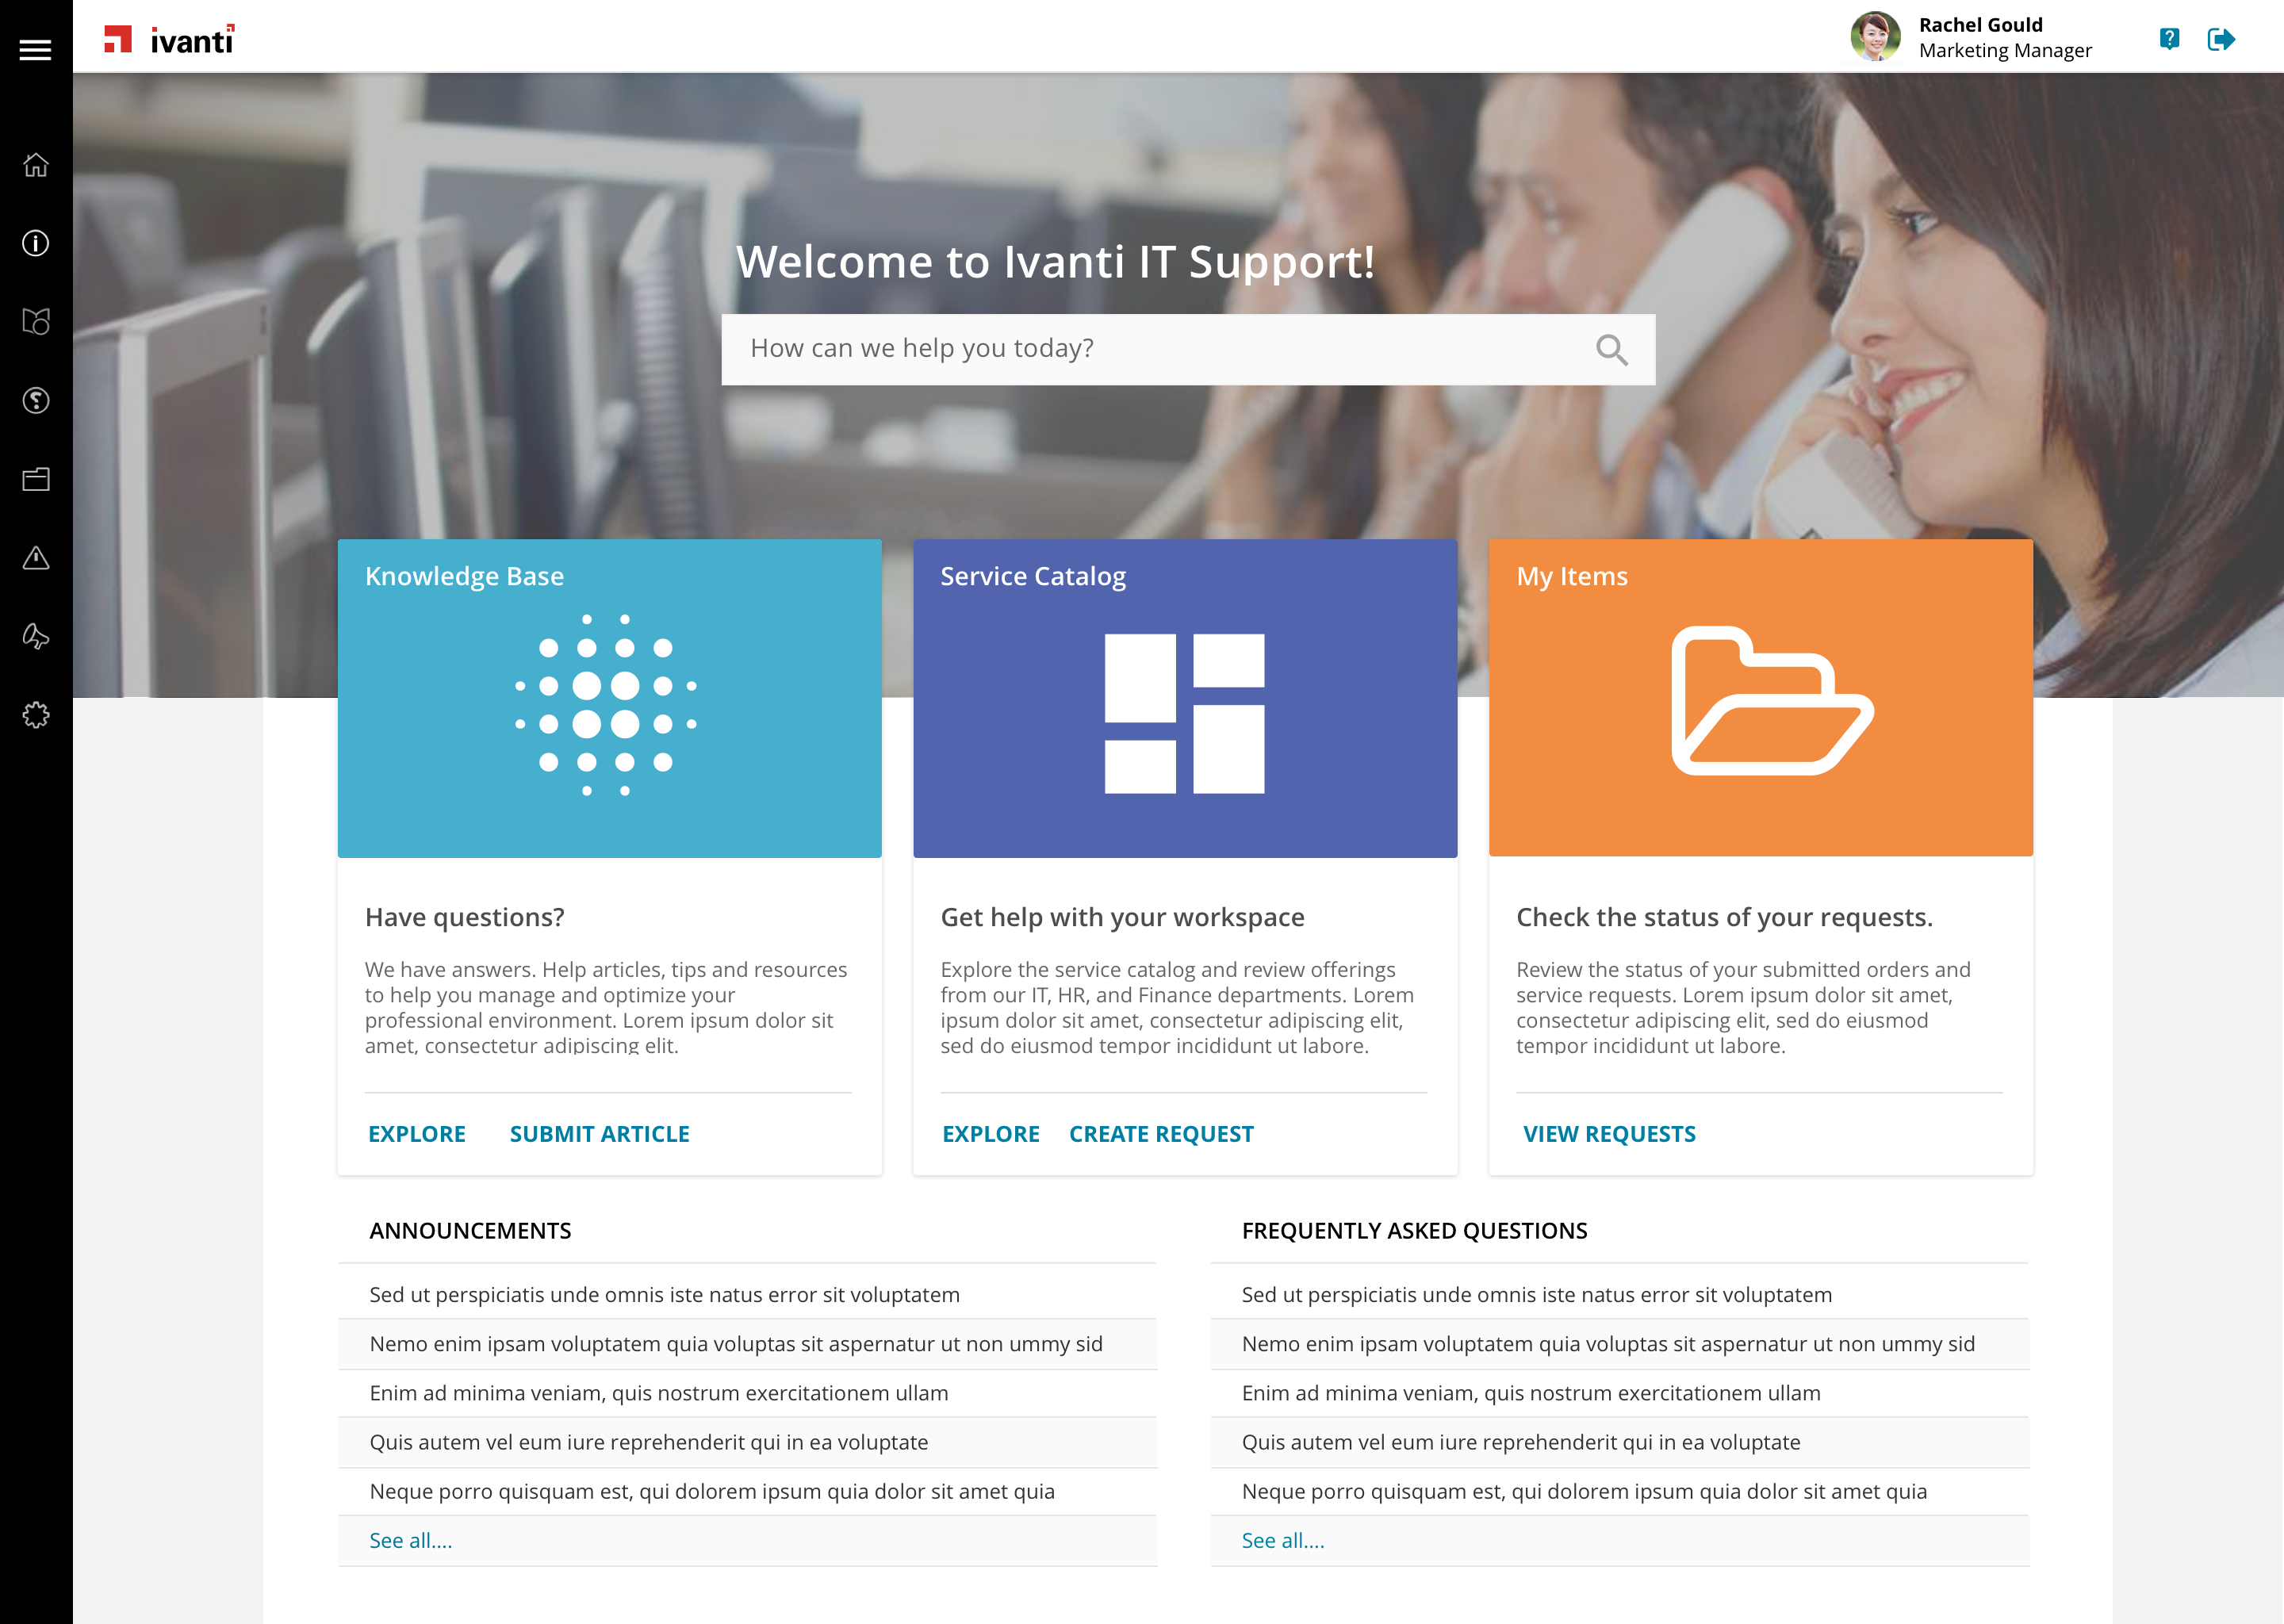 ivanti
Rachel Gould
Marketing Manager
Welcome to Ivanti IT Support!
How can we help you today?
Knowledge Base
Service Catalog
My Items
Have questions?
We have answers. Help articles, tips and resources
to help you manage and optimize your
professional environment. Lorem ipsum dolor sit
amet, consectetur adipiscing elit.
EXPLORE SUBMIT ARTICLE
Get help with your workspace
Explore the service catalog and review offerings
from our IT, HR, and Finance departments. Lorem
ipsum dolor sit amet, consectetur adipiscing elit,
sed do eiusmod tempor incididunt ut labore.
EXPLORE CREATE REQUEST
Check the status of your requests.
Review the status of your submitted orders and
service requests. Lorem ipsum dolor sit amet,
consectetur adipiscing elit, sed do eiusmod
tempor incididunt ut labore.
VIEW REQUESTS
ANNOUNCEMENTS
Sed ut perspiciatis unde omnis iste natus error sit voluptatem
Nemo enim ipsam voluptatem quia voluptas sit aspernatur ut non ummy sid
Enim ad minima veniam, quis nostrum exercitationem ullam
Quis autem vel eum iure reprehenderit qui in ea voluptate
Neque porro quisquam est, qui dolorem ipsum quia dolor sit amet quia
See all....
FREQUENTLY ASKED QUESTIONS
Sed ut perspiciatis unde omnis iste natus error sit voluptatem
Nemo enim ipsam voluptatem quia voluptas sit aspernatur ut non ummy sid
Enim ad minima veniam, quis nostrum exercitationem ullam
Quis autem vel eum iure reprehenderit qui in ea voluptate
Neque porro quisquam est, qui dolorem ipsum quia dolor sit amet quia
See all....